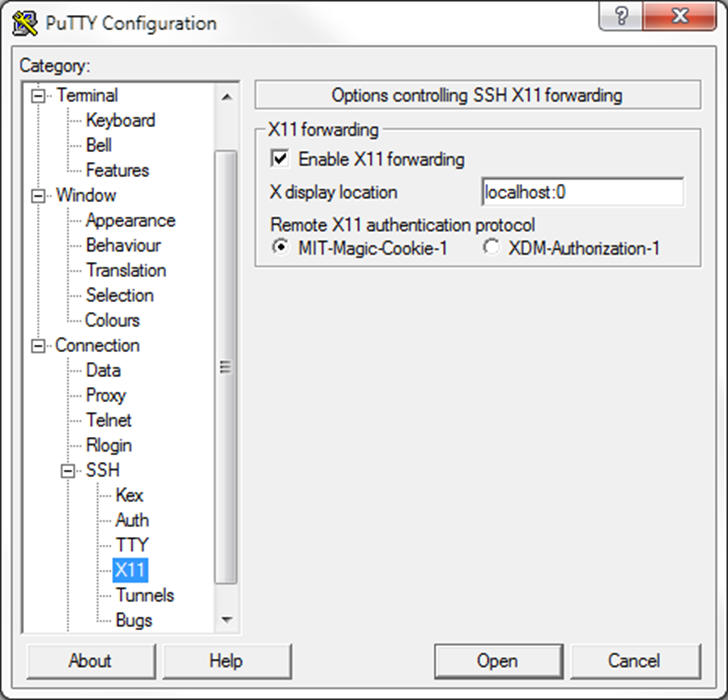 PuTTY Configuration
?
X
Category:
Terminal
Keyboard
Bell
Features
Window
Appearance
Behaviour
Translation
Selection
Colours
Connection
Data
Proxy
Telnet
Rlogin
SSH
Kex
Auth
TTY
X11
Tunnels
Bugs
Options controlling SSH X11 forwarding
X11 forwarding
Enable X11 forwarding
X display location localhost:0
Remote X11 authentication protocol
MIT-Magic-Cookie-1 XDM-Authorization-1
About Help Open Cancel